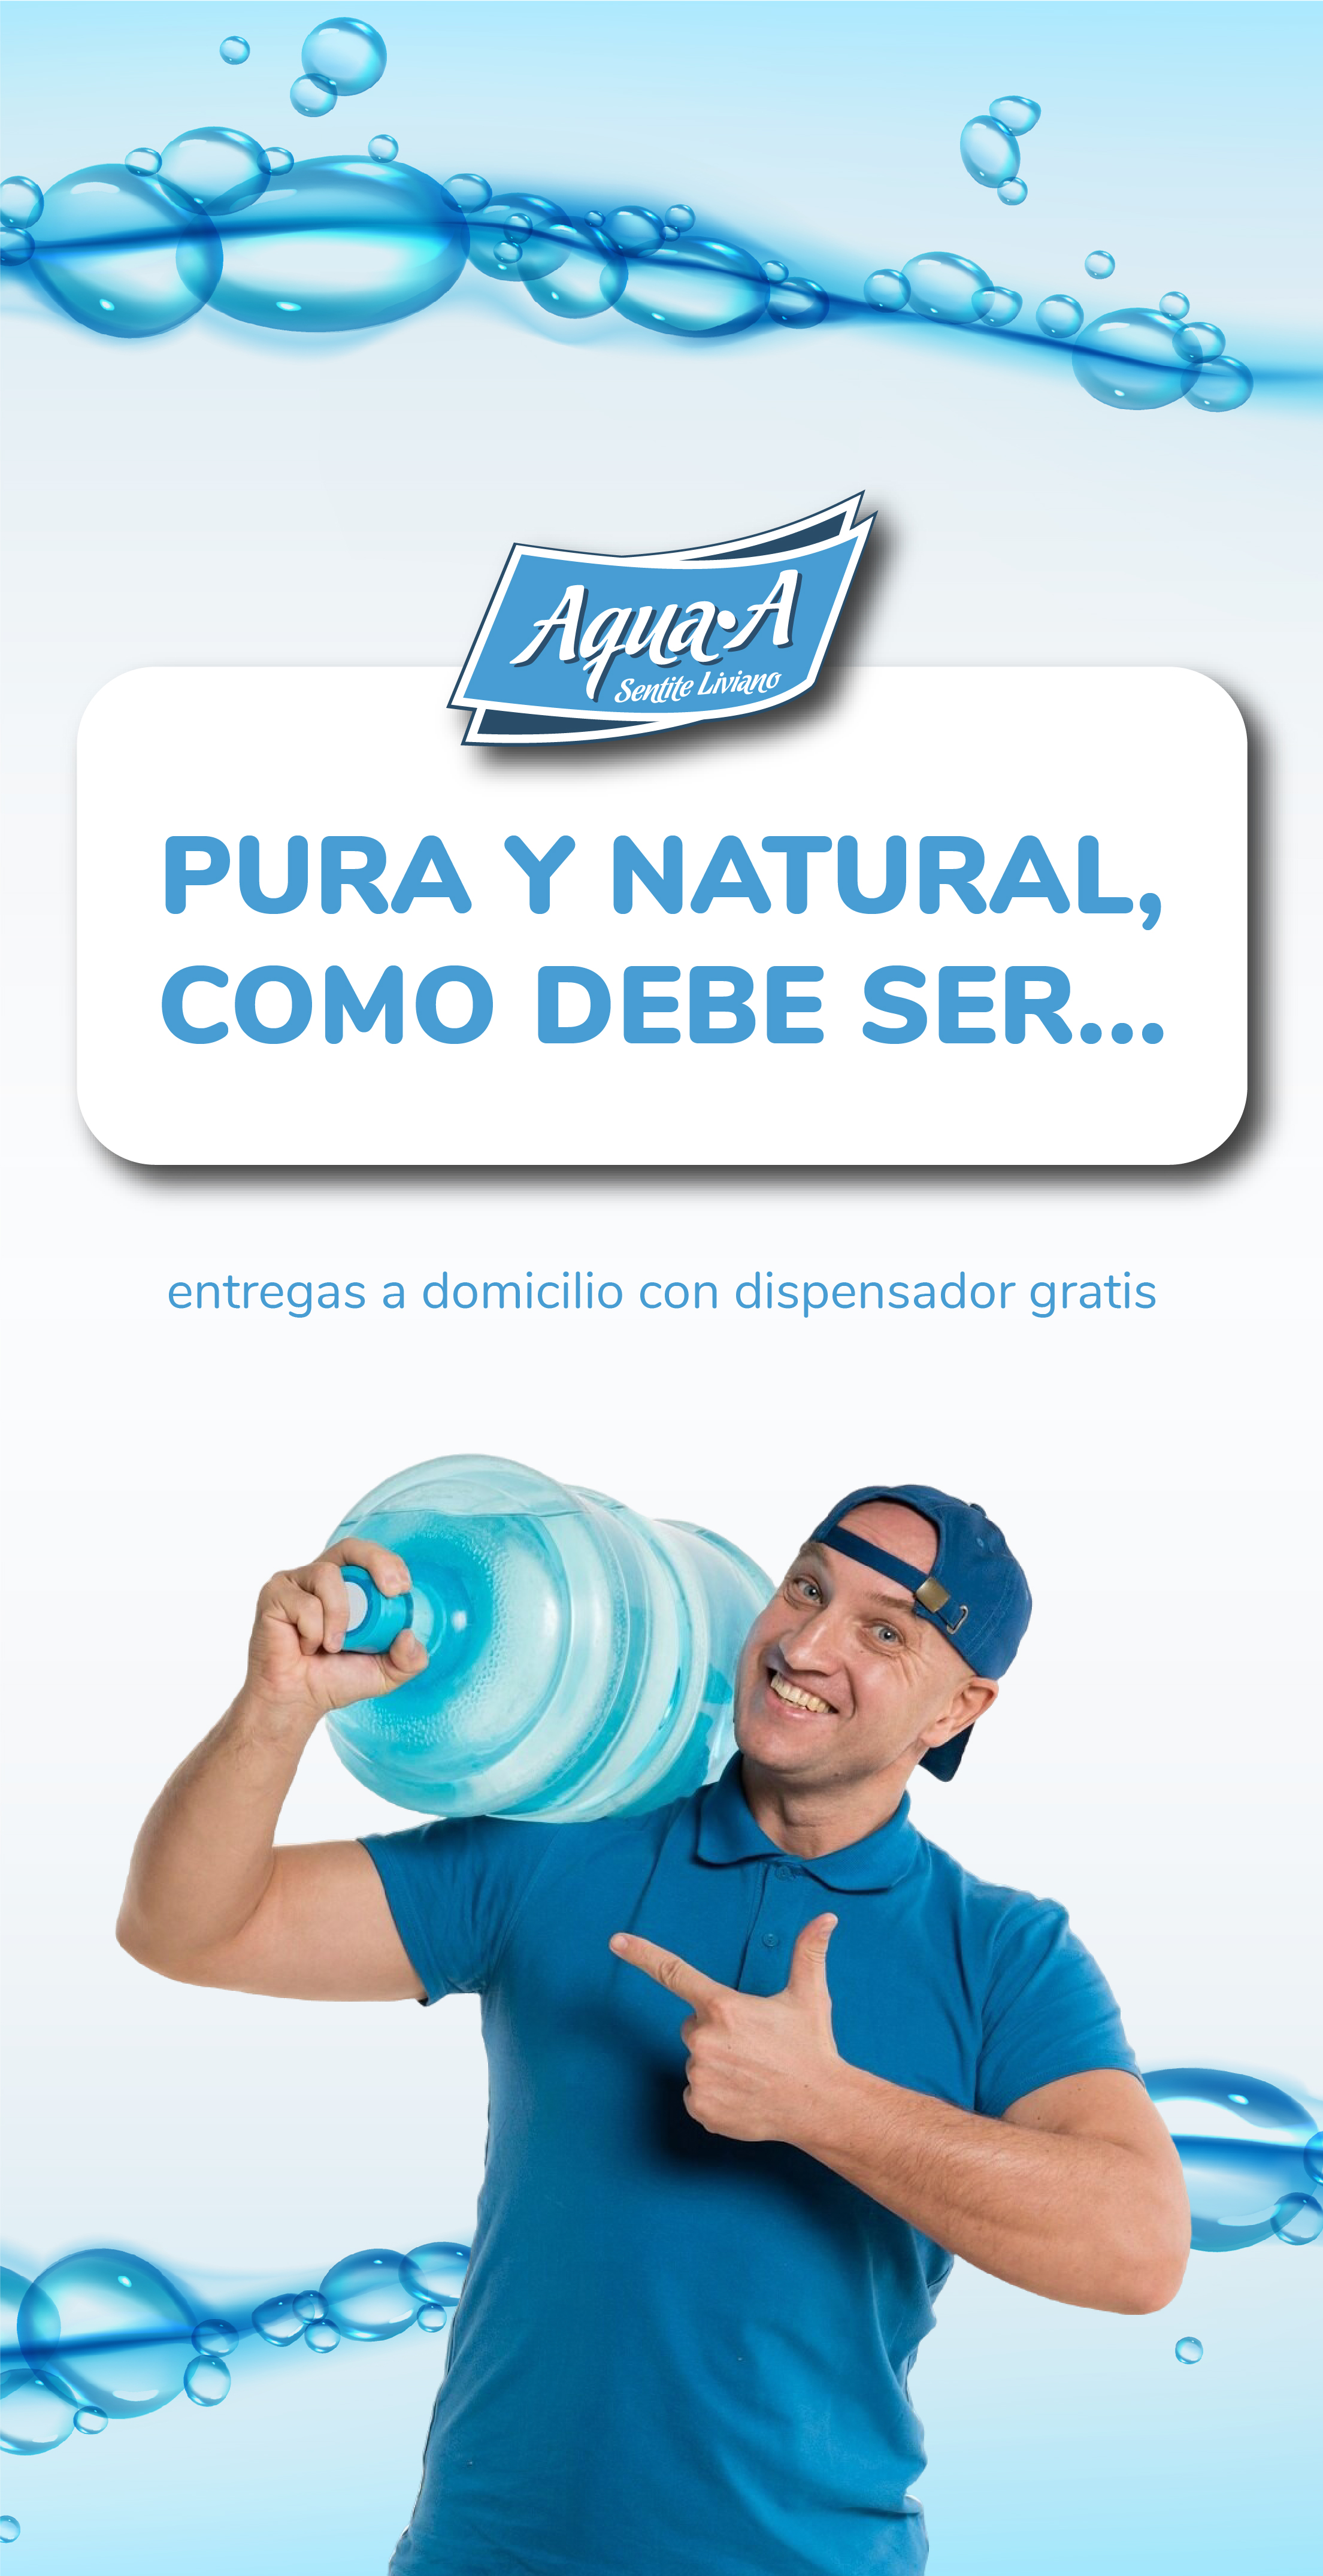 Aqua•A
Sentite Liviano
PURA Y NATURAL,
COMO DEBE SER...
entregas a domicilio con dispensador gratis